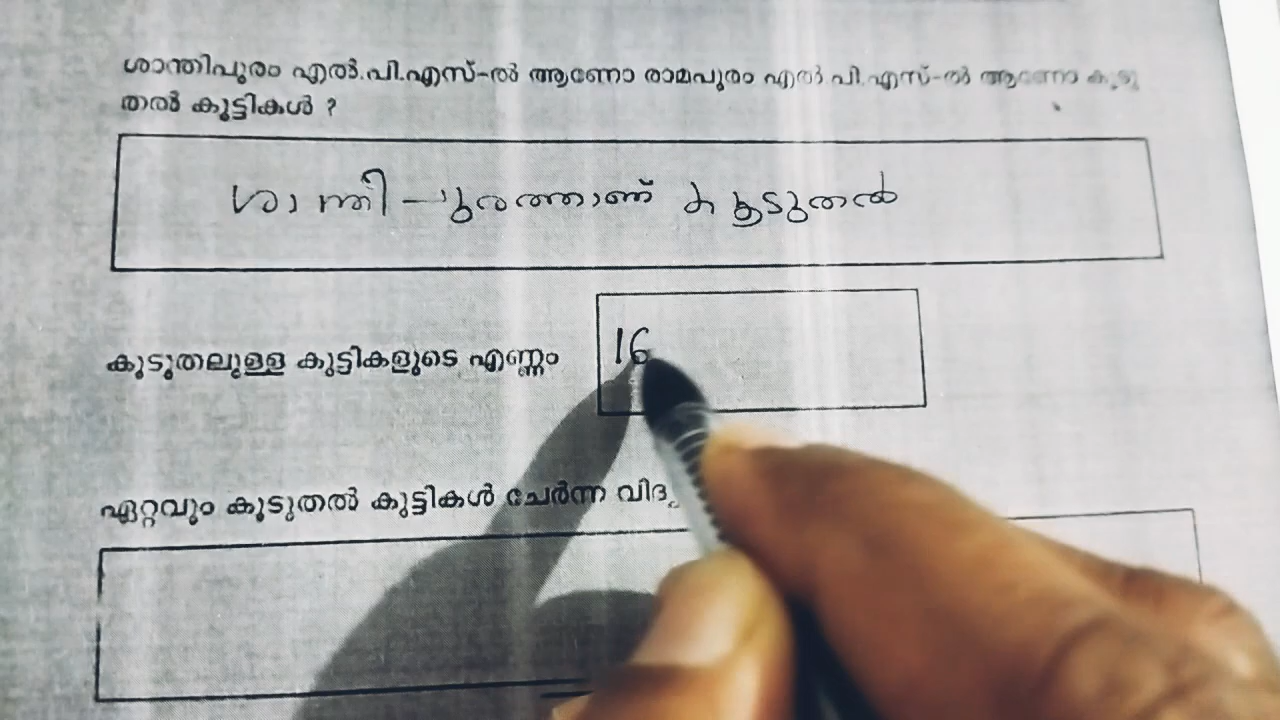 ശാന്തിപുരം എൽ.പി.എസ്-ൽ ആണോ രാമപുരം എൽ.പി.എസ്-ൽ ആണോ കൂടു
തൽ കുട്ടികൾ ?
ശാന്തിപുരത്താണ് കൂടുതൽ
കൂടുതലുള്ള കുട്ടികളുടെ എണ്ണം
16
ഏറ്റവും കൂടുതൽ കുട്ടികൾ ചേർന്ന